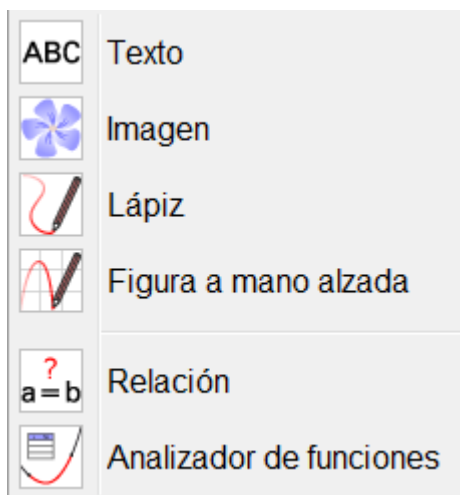 ABC Texto
Imagen
Lápiz
Figura a mano alzada
?
a=b Relación
Analizador de funciones